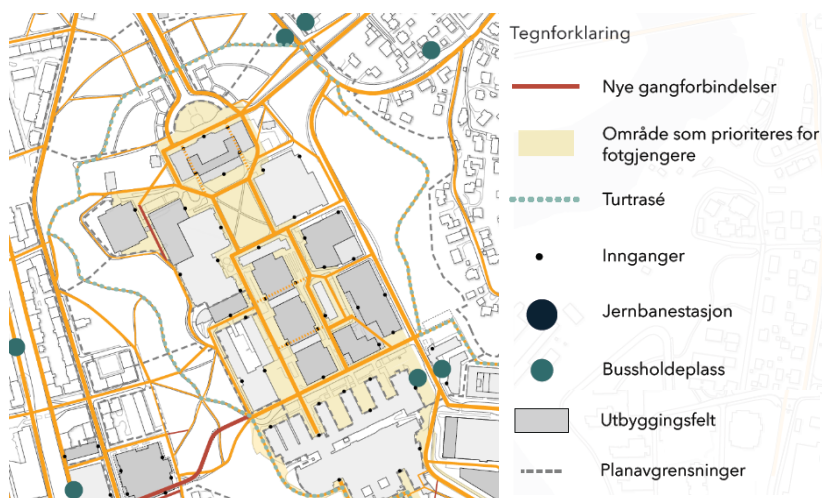 Tegnforklaring
Nye gangforbindelser
Område som prioriteres for
fotgjengere
Turtrasé
Innganger
Jernbanestasjon
Bussholdeplass
Utbyggingsfelt
Planavgrensninger